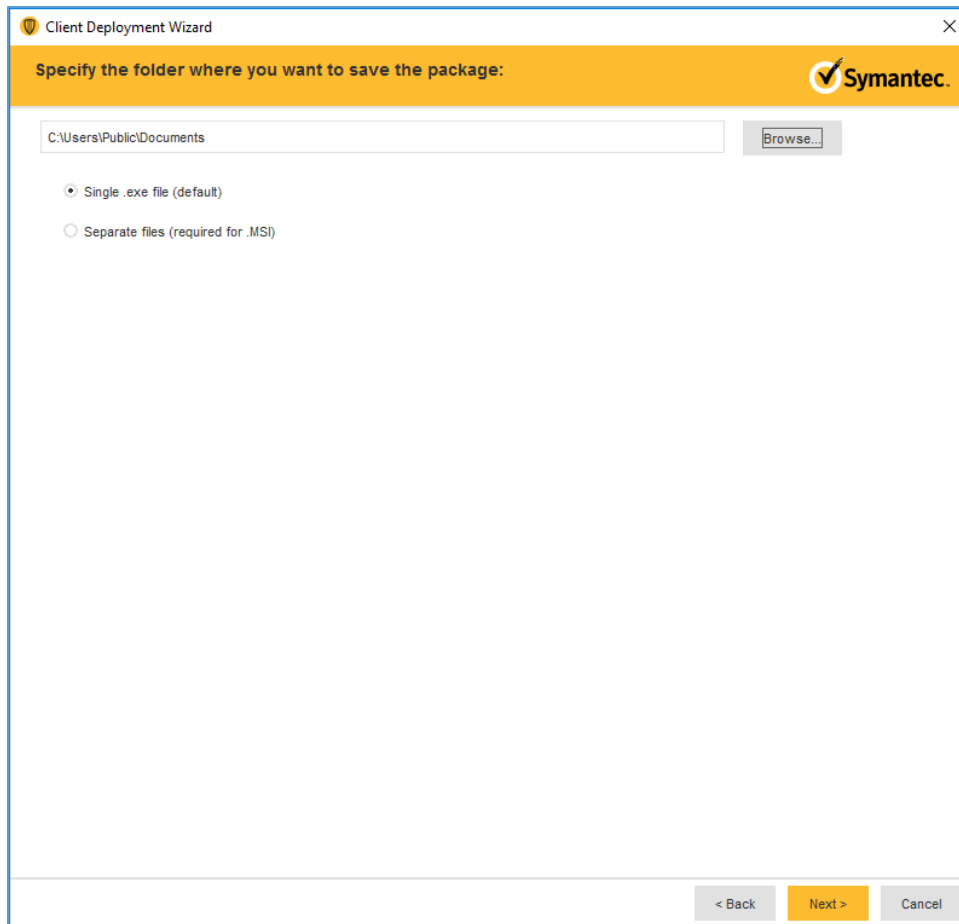 Client Deployment Wizard
Specify the folder where you want to save the package:
Symantec.
C:\Users\Public\Documents
Browse...
Single .exe file (default)
Separate files (required for .MSI)
< Back
Next >
Cancel